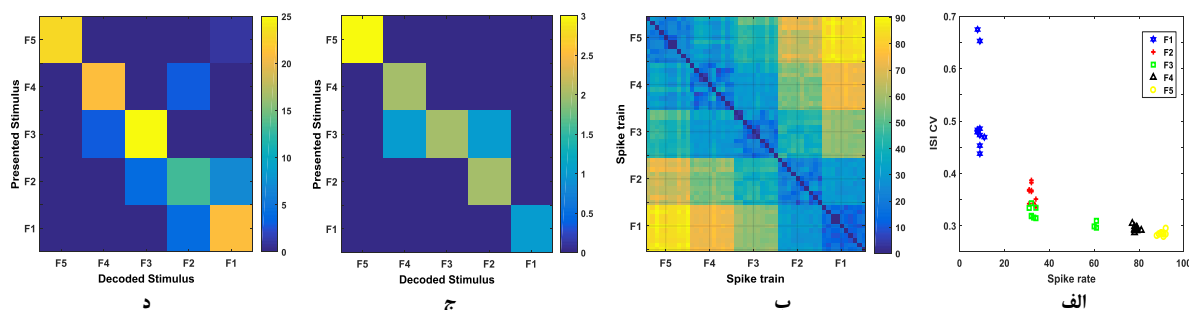 Presented Stimulus
F5
F4
F3
F2
F1
F5 F4 F3 F2 F1
Decoded Stimulus
25
20
15
10
5
0
د
Presented Stimulus
F5
F4
F3
F2
F1
F5 F4 F3 F2 F1
Decoded Stimulus
3
2.5
2
1.5
1
0.5
0
ج
Spike train
F5
F4
F3
F2
F1
F5 F4 F3 F2 F1
Spike train
90
80
70
60
50
40
30
20
10
0
ب
ISI CV
0.7
0.6
0.5
0.4
0.3
0.2
0 20 40 60 80 100
Spike rate
F1
F2
F3
F4
F5
الف